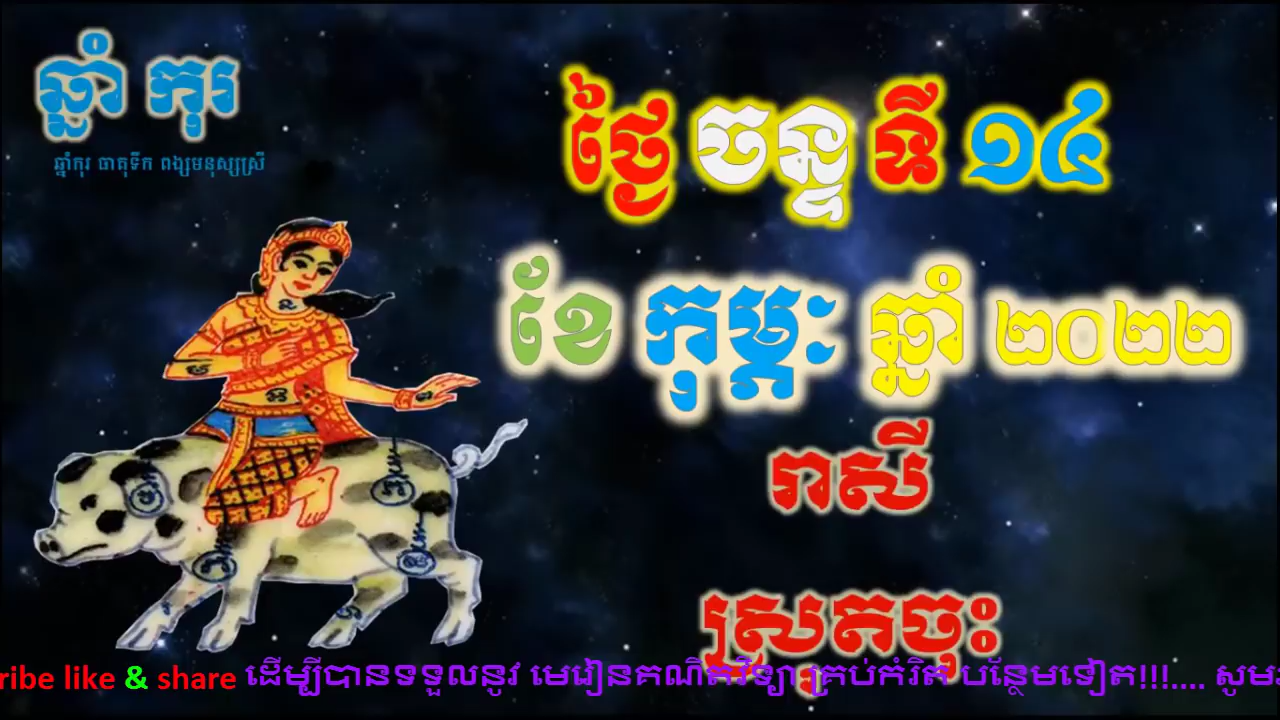 ឆ្នាំ កុរ
ឆ្នាំកុរ ធាតុទឹក ពង្សមនុស្សស្រី
ថ្ងៃ ចន្ទ ទី ១៤
ខែ កុម្ភៈ ឆ្នាំ ២០២២
រាសី
ស្រុតចុះ
ribe like & share ដើម្បីបានទទួលនូវ មេរៀនគណិតវិទ្យា គ្រប់កំរិត បន្ថែមទៀត!!!.... សូម